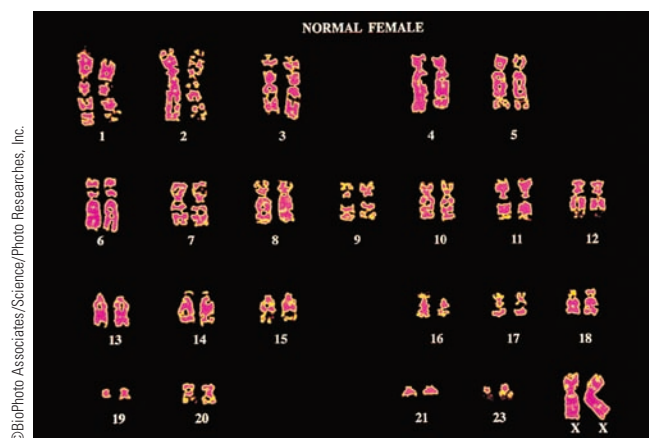 NORMAL FEMALE
1 2 3 4 5
6 7 8 9 10 11 12
13 14 15 16 17 18
19 20 21 23 X X
©BioPhoto Associates/Science/Photo Researches, Inc.